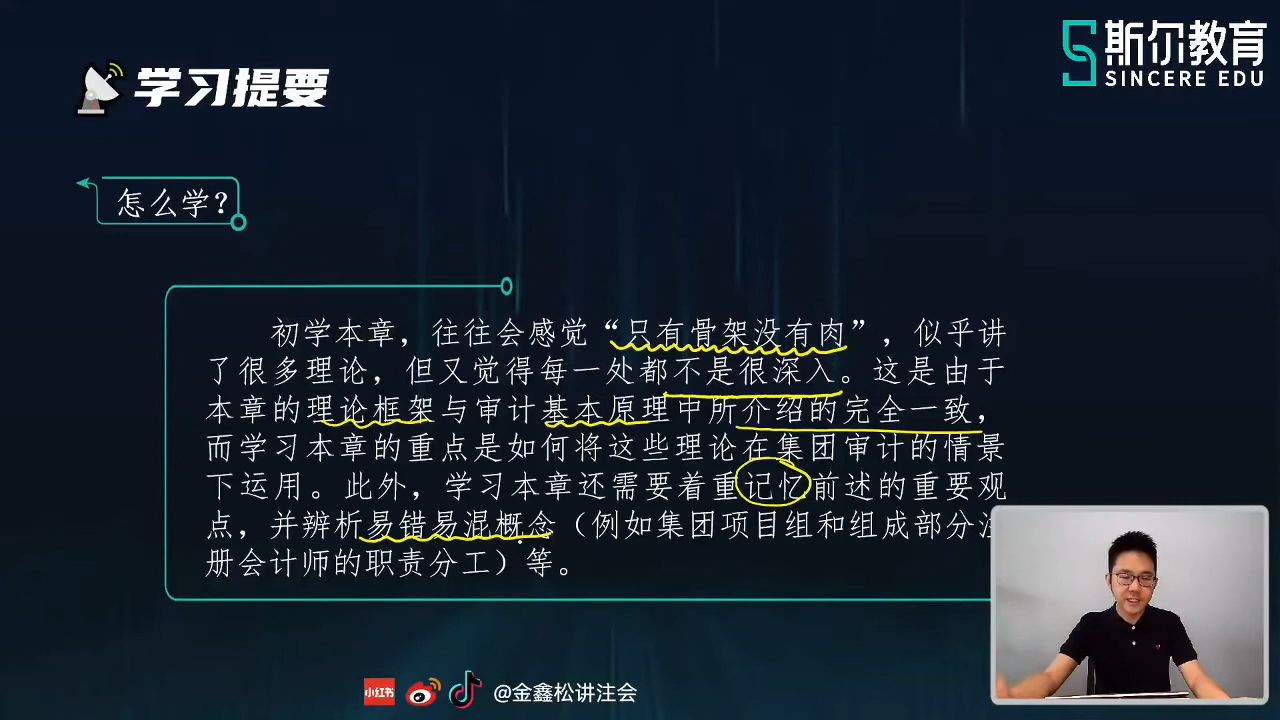 学习提要
斯尔教育
SINCERE EDU
怎么学？
初学本章，往往会感觉“只有骨架没有肉”，似乎讲
了很多理论，但又觉得每一处都不是很深入。这是由于
本章的理论框架与审计基本原理中所介绍的完全一致，
而学习本章的重点是如何将这些理论在集团审计的情景
下运用。此外，学习本章还需要着重记忆前述的重要观
点，并辨析易错易混概念（例如集团项目组和组成部分注
册会计师的职责分工）等。
小红书
@金鑫松讲注会